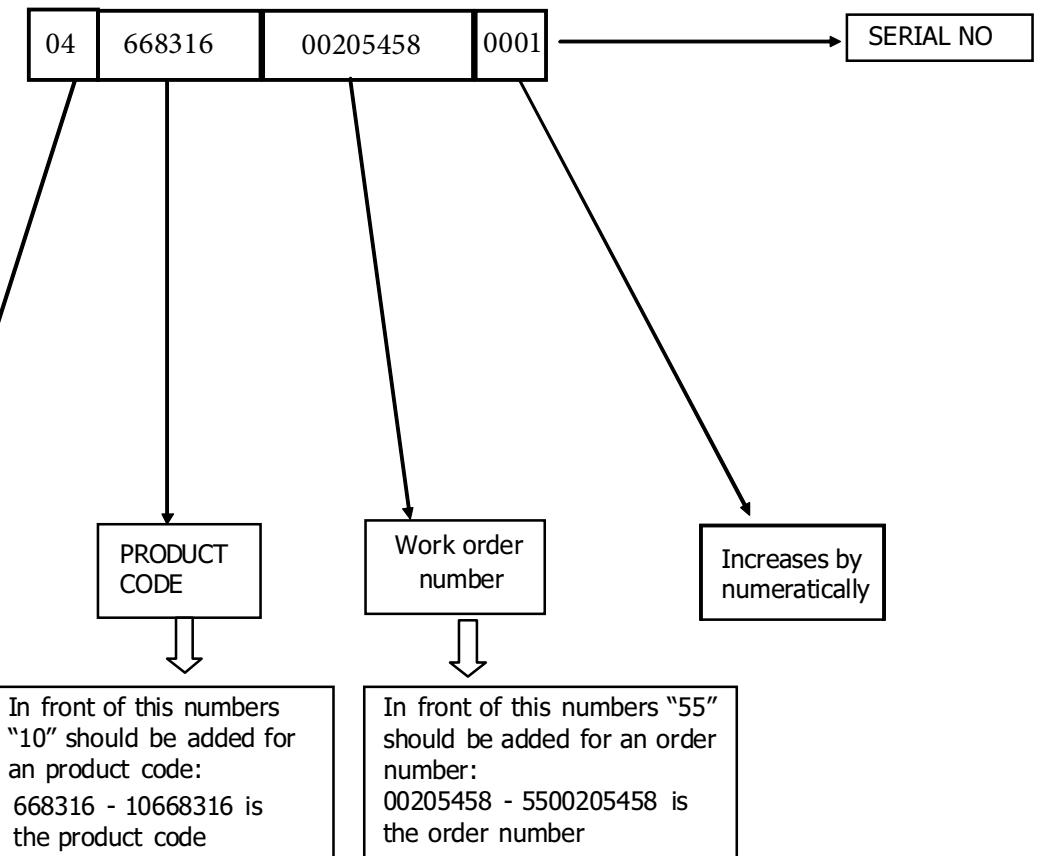 04 668316 00205458 0001 SERIAL NO
PRODUCT
CODE
Work order
number
Increases by
numeratically
In front of this numbers
“10” should be added for
an product code:
668316 - 10668316 is
the product code
In front of this numbers “55”
should be added for an order
number:
00205458 - 5500205458 is
the order number